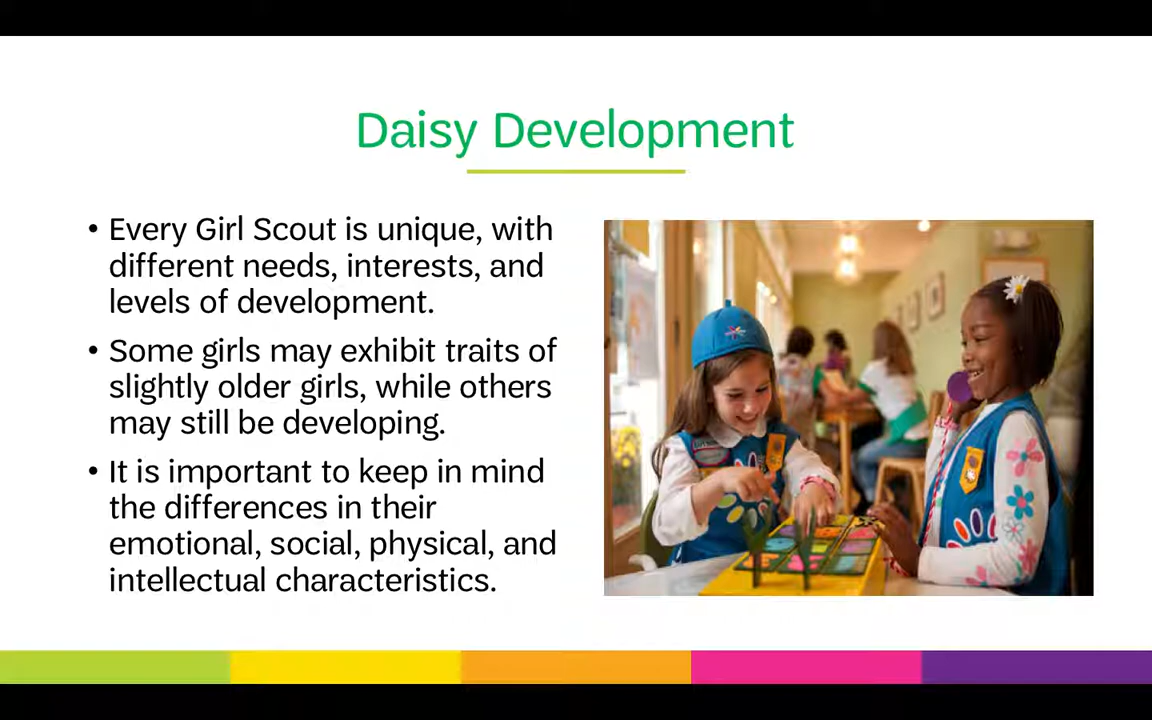 Daisy Development
• Every Girl Scout is unique, with
different needs, interests, and
levels of development.
• Some girls may exhibit traits of
slightly older girls, while others
may still be developing.
• It is important to keep in mind
the differences in their
emotional, social, physical, and
intellectual characteristics.